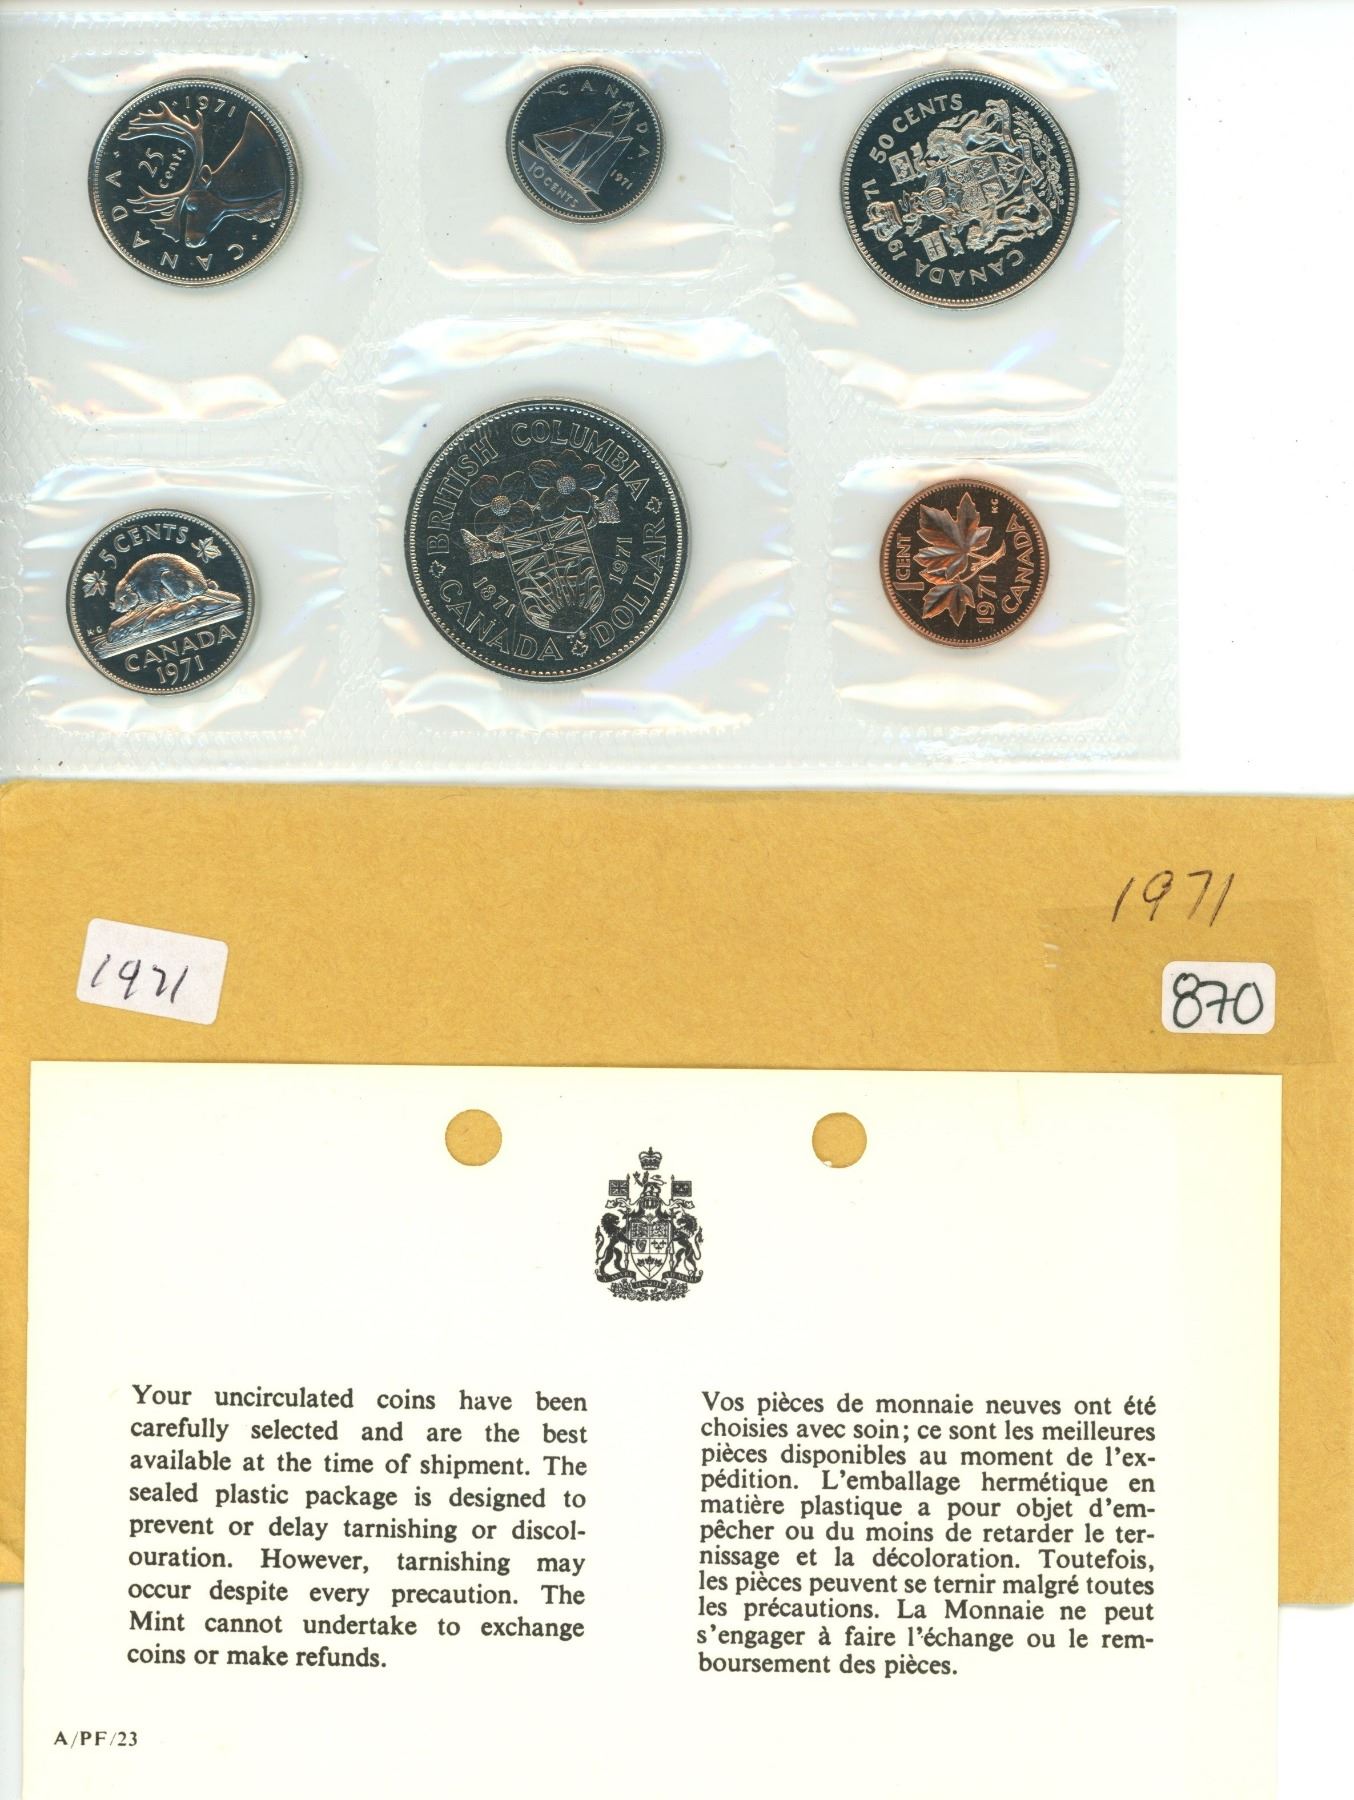 1971
25
cents
CANADA
CANADA
10 CENTS
1971
50 CENTS
1971
CANADA
5 CENTS
K·G
CANADA
1971
BRITISH COLUMBIA
1871
1971
CANADA
DOLLAR
1 CENT
K·G
1971
CANADA
1971
1971
870
Your uncirculated coins have been
carefully selected and are the best
available at the time of shipment. The
sealed plastic package is designed to
prevent or delay tarnishing or discol-
ouration. However, tarnishing may
occur despite every precaution. The
Mint cannot undertake to exchange
coins or make refunds.
Vos pièces de monnaie neuves ont été
choisies avec soin; ce sont les meilleures
pièces disponibles au moment de l'ex-
pédition. L'emballage hermétique en
matière plastique a pour objet d'em-
pêcher ou du moins de retarder le ter-
nissage et la décoloration. Toutefois,
les pièces peuvent se ternir malgré toutes
les précautions. La Monnaie ne peut
s'engager à faire l'échange ou le rem-
boursement des pièces.
A/PF/23